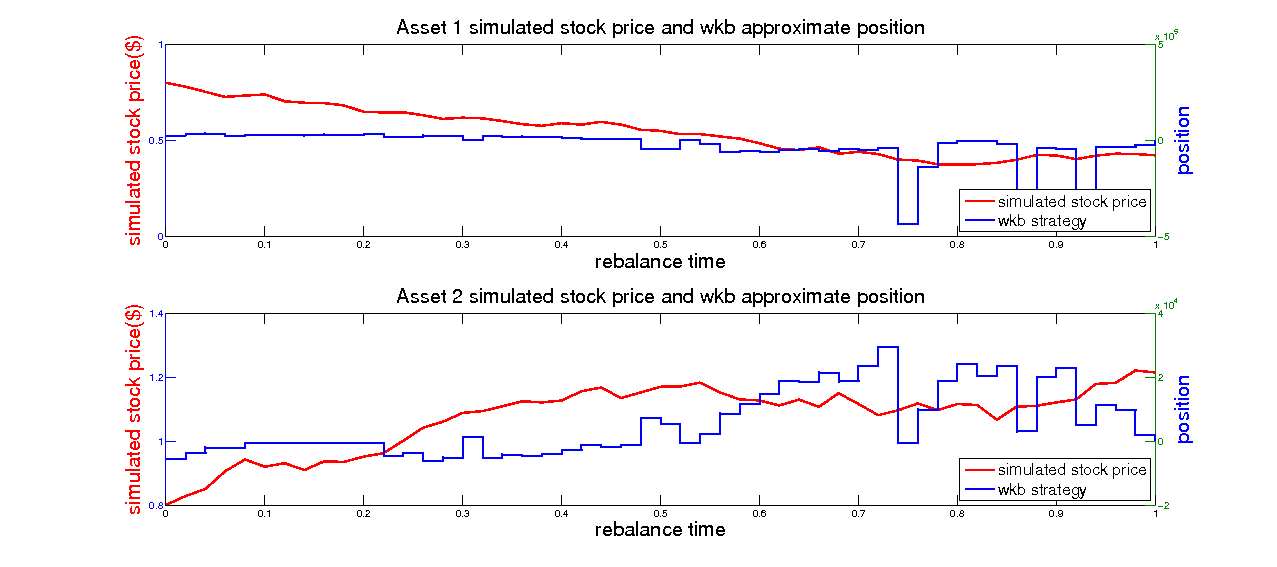 Asset 1 simulated stock price and wkb approximate position
x 10^5
1
0.5
0
simulated stock price($)
5
0
-5
position
simulated stock price
wkb strategy
0 0.1 0.2 0.3 0.4 0.5 0.6 0.7 0.8 0.9 1
rebalance time
Asset 2 simulated stock price and wkb approximate position
x 10^4
1.4
1.2
1
0.8
simulated stock price($)
4
2
0
-2
position
simulated stock price
wkb strategy
0 0.1 0.2 0.3 0.4 0.5 0.6 0.7 0.8 0.9 1
rebalance time